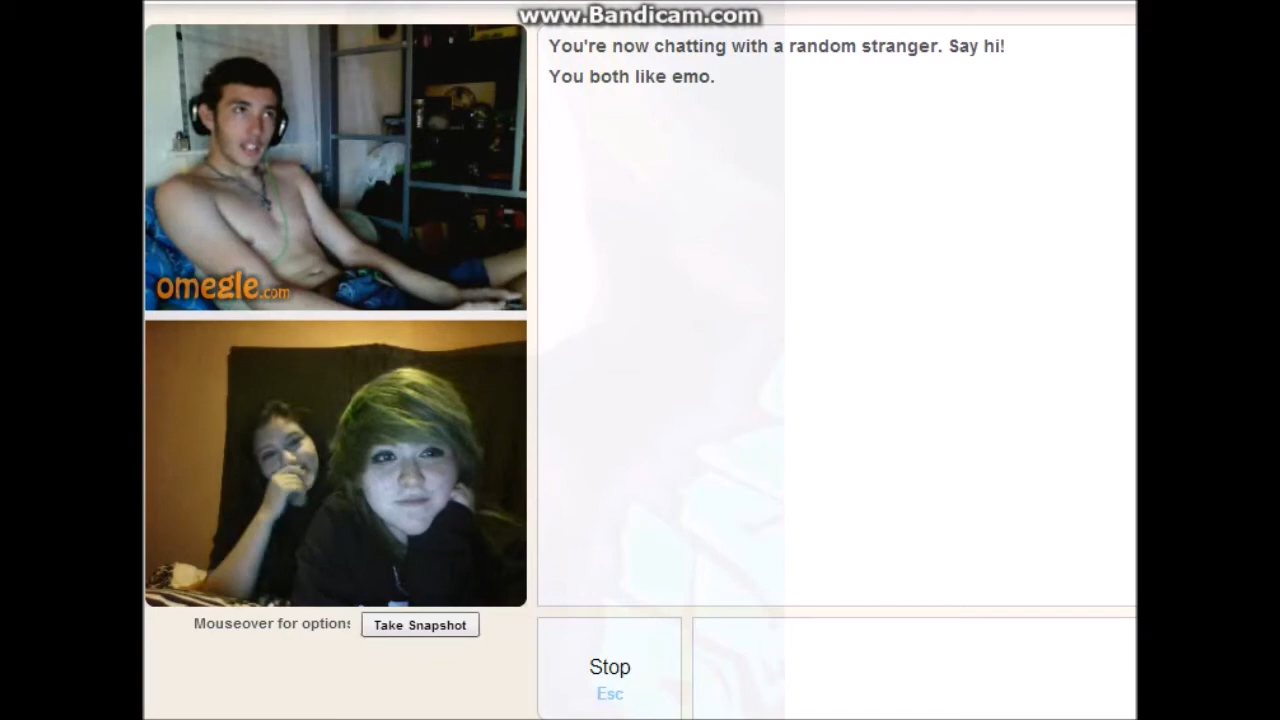 www.Bandicam.com
You're now chatting with a random stranger. Say hi!
You both like emo.
omegle.com
Mouseover for options
Take Snapshot
Stop
Esc